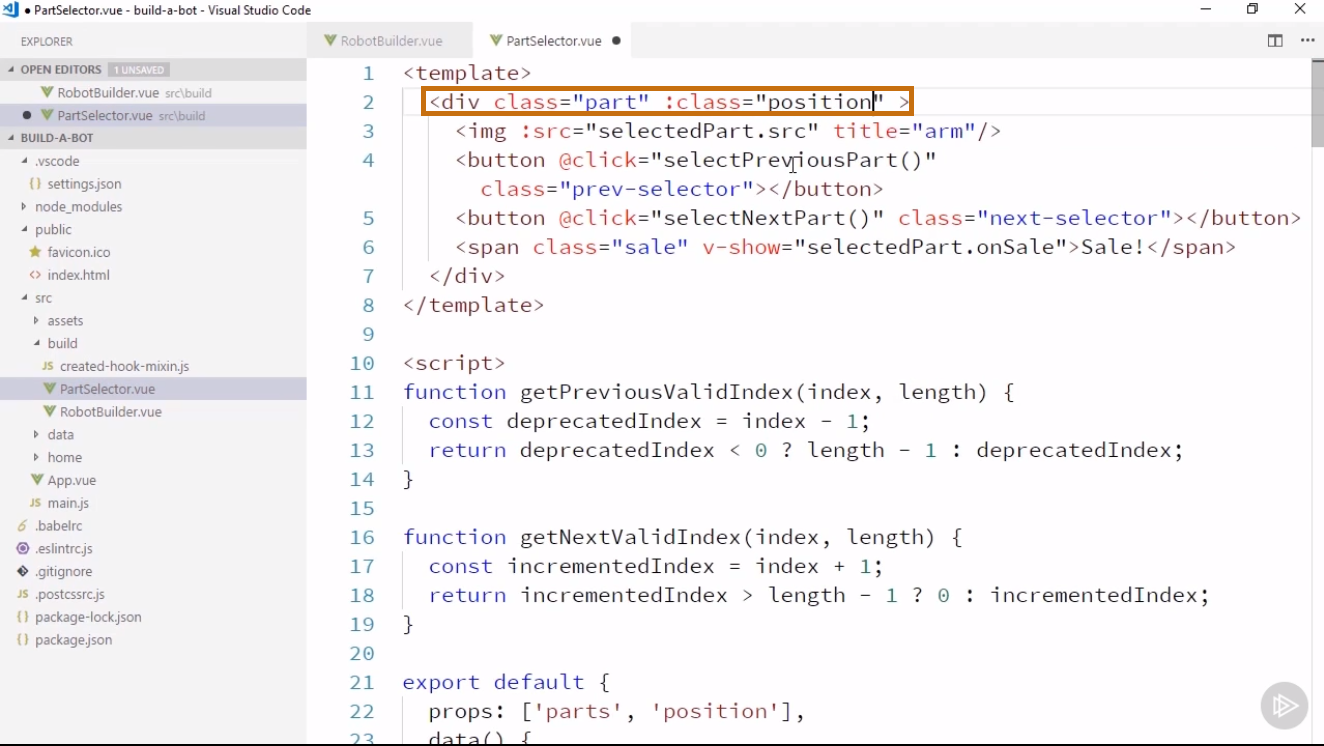 PartSelector.vue - build-a-bot - Visual Studio Code
EXPLORER
OPEN EDITORS 1 UNSAVED
RobotBuilder.vue src\build
PartSelector.vue src\build
BUILD-A-BOT
.vscode
{} settings.json
node_modules
public
favicon.ico
<> index.html
src
assets
build
JS created-hook-mixin.js
PartSelector.vue
RobotBuilder.vue
data
home
App.vue
JS main.js
.babelrc
.eslintrc.js
.gitignore
JS .postcssrc.js
{} package-lock.json
{} package.json
RobotBuilder.vue PartSelector.vue
1 <template>
2 <div class="part" :class="position" >
3 <img :src="selectedPart.src" title="arm"/>
4 <button @click="selectPreviousPart()"
class="prev-selector"></button>
5 <button @click="selectNextPart()" class="next-selector"></button>
6 <span class="sale" v-show="selectedPart.onSale">Sale!</span>
7 </div>
8 </template>
9
10 <script>
11 function getPreviousValidIndex(index, length) {
12 const deprecatedIndex = index - 1;
13 return deprecatedIndex < 0 ? length - 1 : deprecatedIndex;
14 }
15
16 function getNextValidIndex(index, length) {
17 const incrementedIndex = index + 1;
18 return incrementedIndex > length - 1 ? 0 : incrementedIndex;
19 }
20
21 export default {
22 props: ['parts', 'position'],
23 data() {